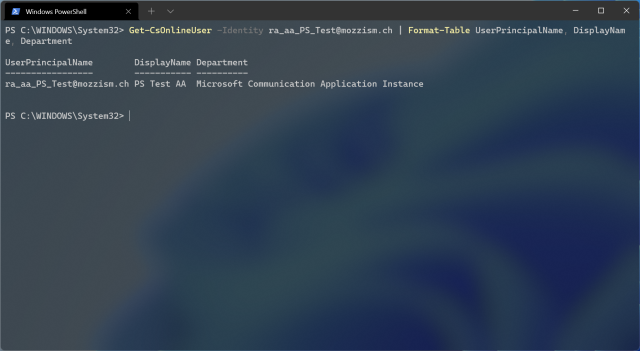 Windows PowerShell
PS C:\WINDOWS\System32> Get-CsOnlineUser -Identity ra_aa_PS_Test@mozzism.ch | Format-Table UserPrincipalName, DisplayNam
e, Department
UserPrincipalName DisplayName Department
----------------- ----------- ----------
ra_aa_PS_Test@mozzism.ch PS Test AA Microsoft Communication Application Instance
PS C:\WINDOWS\System32>